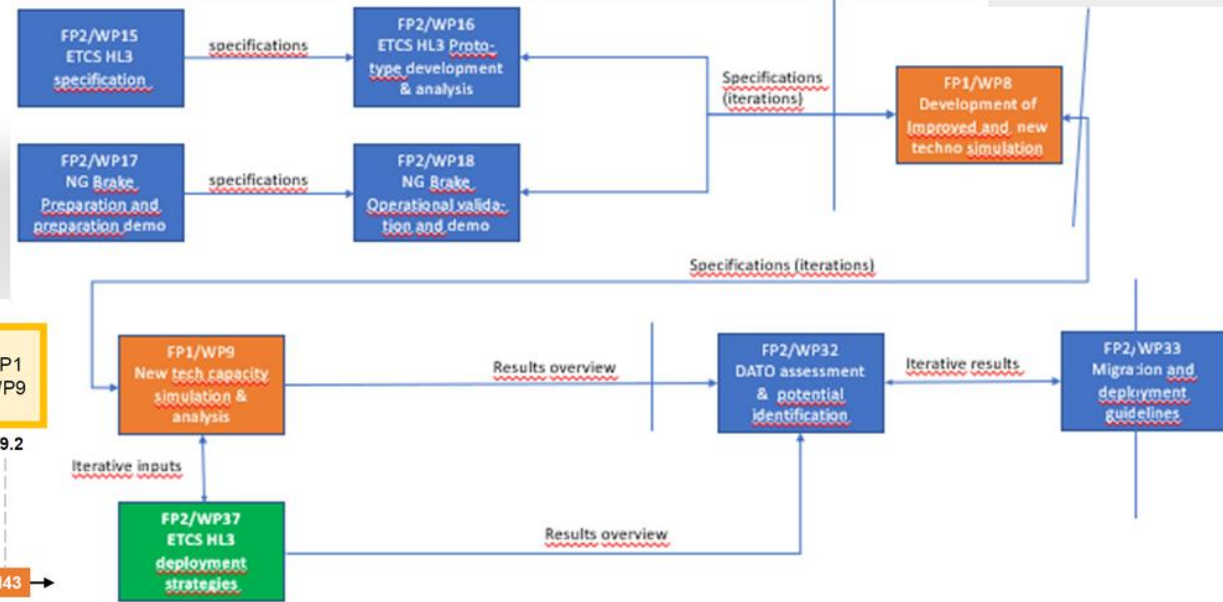 FP2/WP15
ETCS HL3
specification
specifications
FP2/WP16
ETCS HL3 Proto-
type development
& analysis
Specifications
(iterations)
FP1/WP8
Development of
Improved and new
techno simulation
FP2/WP17
NG Brake
Preparation and
preparation demo
specifications
FP2/WP18
NG Brake
Operational valida-
tion and demo
Specifications (iterations)
FP1/WP9
New tech capacity
simulation &
analysis
Results overview
FP2/WP32
DATO assessment
& potential
identification
Iterative results
FP2/WP33
Migration and
deployment
guidelines
Iterative inputs
FP2/WP37
ETCS HL3
deployment
strategies
Results overview
P1
P9
9.2